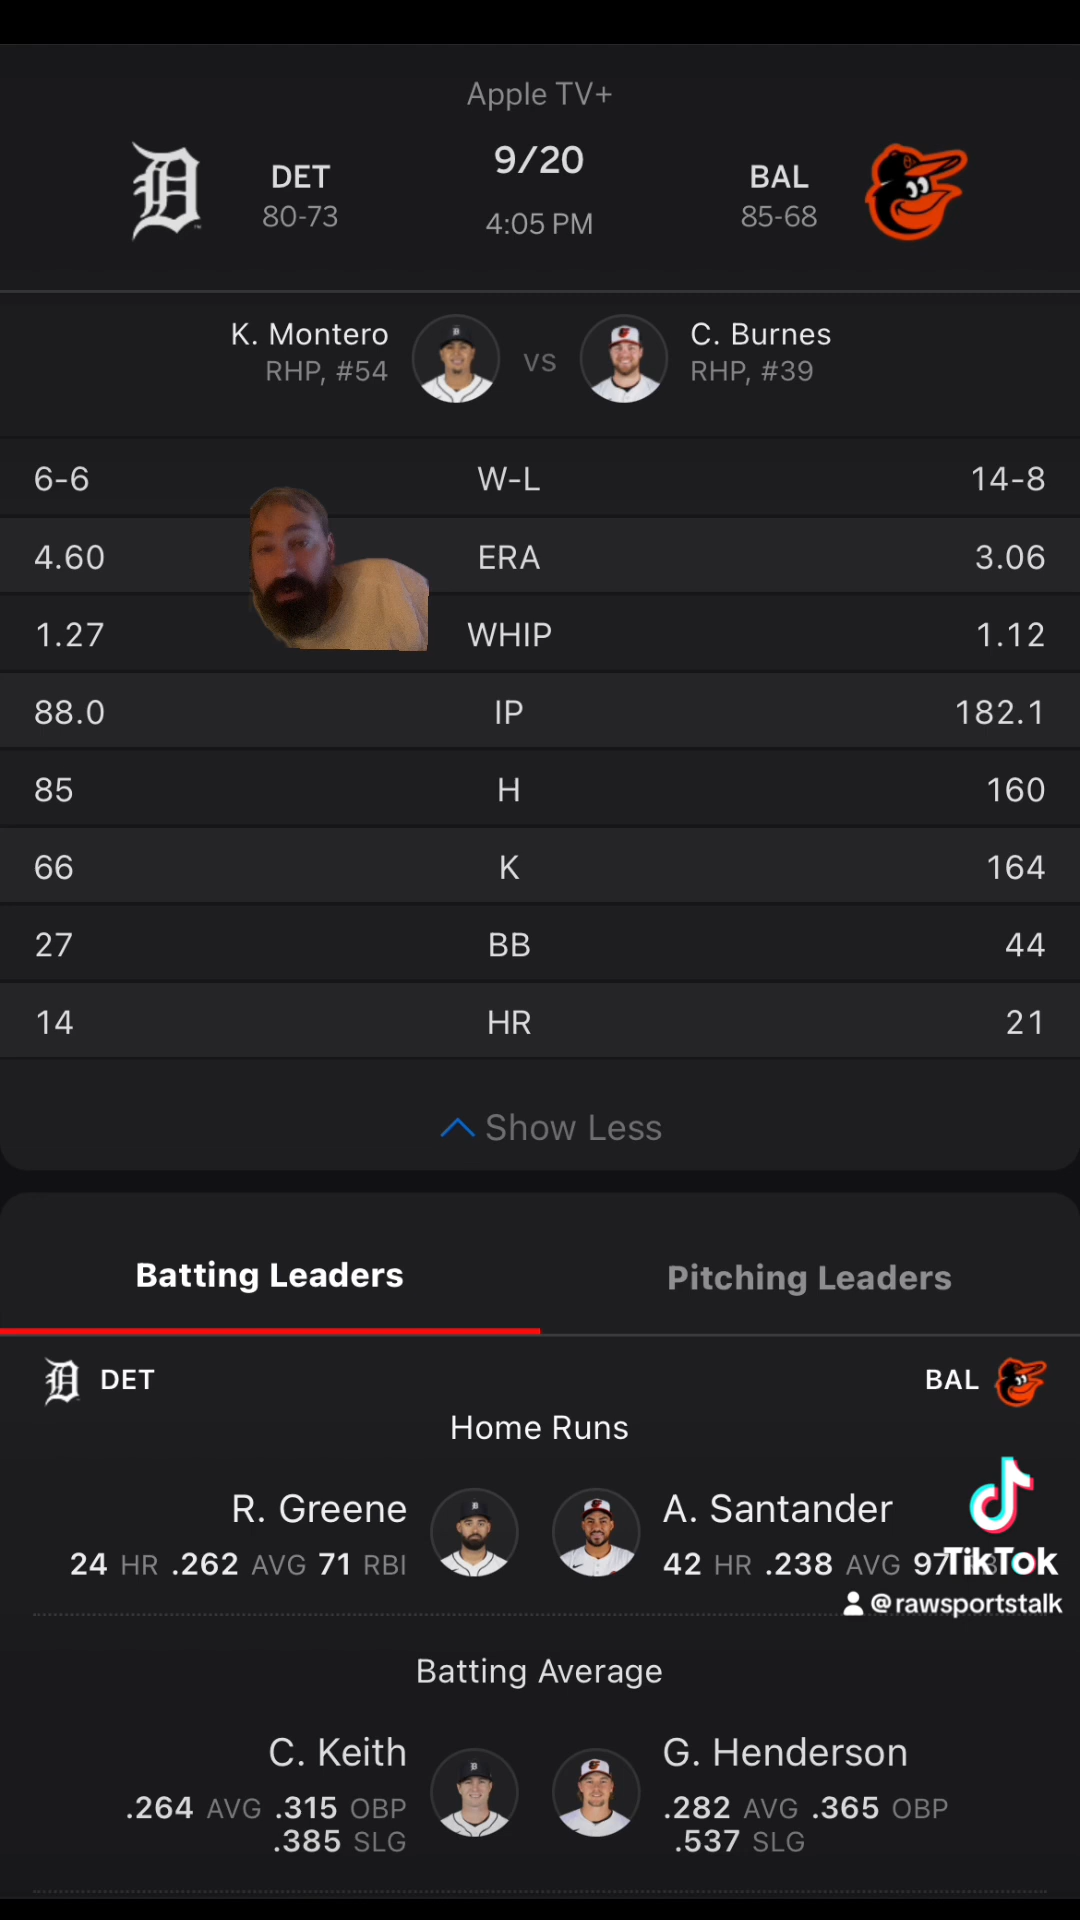 Apple TV+
DET
9/20
BAL
80-73
4:05 PM
85-68
K. Montero
RHP, #54
VS
C. Burnes
RHP, #39
6-6 W-L 14-8
4.60 ERA 3.06
1.27 WHIP 1.12
88.0 IP 182.1
85 H 160
66 K 164
27 BB 44
14 HR 21
Show Less
Batting Leaders
Pitching Leaders
DET
BAL
Home Runs
R. Greene
24 HR .262 AVG 71 RBI
A. Santander
42 HR .238 AVG 97
TikTok
@rawsportstalk
Batting Average
C. Keith
.264 AVG .315 OBP
.385 SLG
G. Henderson
.282 AVG .365 OBP
.537 SLG